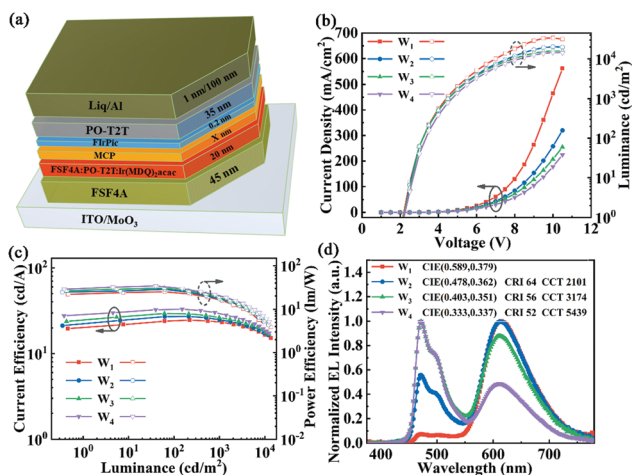 (a)
Liq/Al
1 nm/100 nm
PO-T2T
35 nm
FIrPic
0.2 nm
MCP
X nm
FSF4A:PO-T2T:Ir(MDQ)2acac
20 nm
FSF4A
45 nm
ITO/MoO3
(b)
Current Density (mA/cm2)
700
600
500
400
300
200
100
0
W1
W2
W3
W4
0 2 4 6 8 10 12
Voltage (V)
10^5
10^4
10^3
10^2
10^1
10^0
Luminance (cd/m2)
(c)
Current Efficiency (cd/A)
10^2
10^1
10^0
W1
W2
W3
W4
10^0 10^1 10^2 10^3 10^4
Luminance (cd/m2)
10^2
10^1
10^0
10^-1
10^-2
Power Efficiency (lm/W)
(d)
Normalized EL Intensity (a.u.)
1.4
1.2
1.0
0.8
0.6
0.4
0.2
0.0
W1 CIE(0.589,0.379)
W2 CIE(0.478,0.362) CRI 64 CCT 2101
W3 CIE(0.403,0.351) CRI 56 CCT 3174
W4 CIE(0.333,0.337) CRI 52 CCT 5439
400 500 600 700
Wavelength (nm)